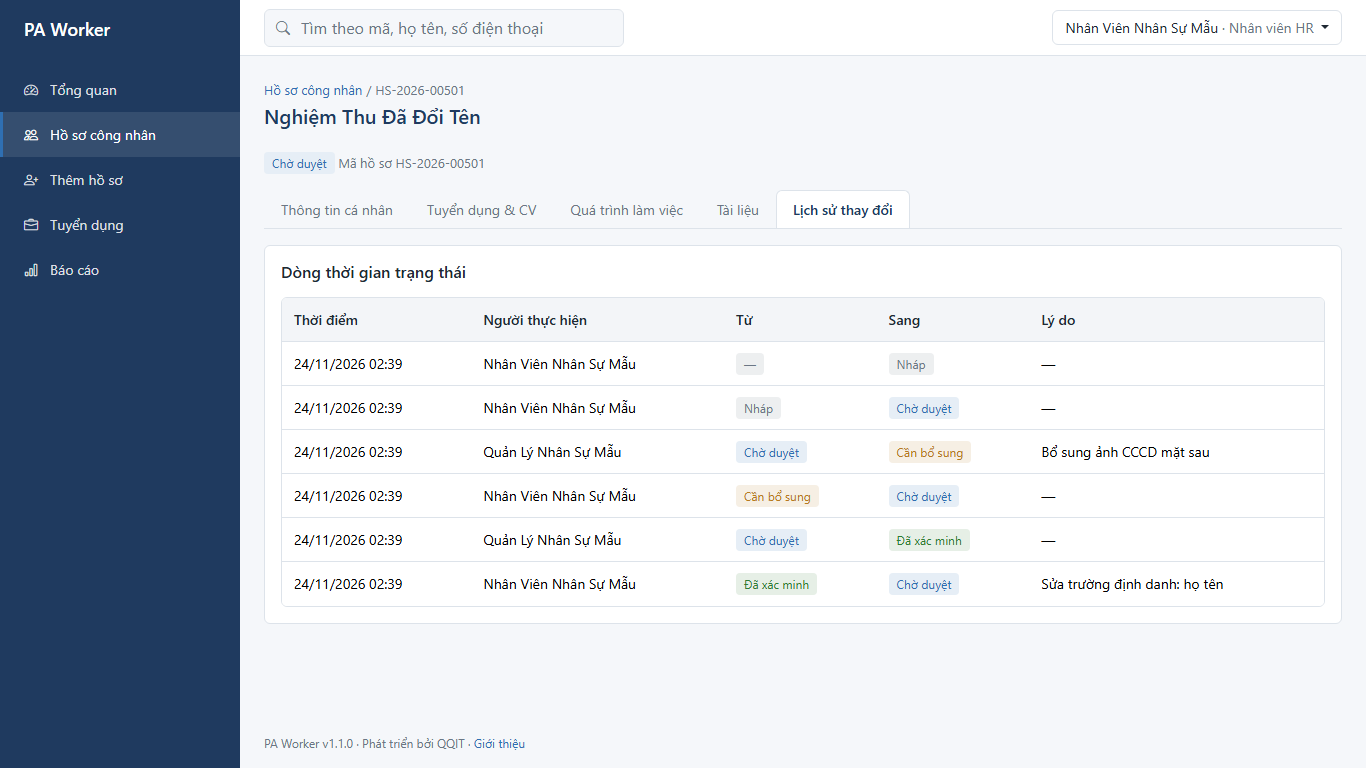 PA Worker
Tìm theo mã, họ tên, số điện thoại
Nhân Viên Nhân Sự Mẫu · Nhân viên HR
Tổng quan
Hồ sơ công nhân
Thêm hồ sơ
Tuyển dụng
Báo cáo
Hồ sơ công nhân / HS-2026-00501
Nghiệm Thu Đã Đổi Tên
Chờ duyệt Mã hồ sơ HS-2026-00501
Thông tin cá nhân Tuyển dụng & CV Quá trình làm việc Tài liệu Lịch sử thay đổi
Dòng thời gian trạng thái
Thời điểm Người thực hiện Từ Sang Lý do
24/11/2026 02:39 Nhân Viên Nhân Sự Mẫu — Nháp —
24/11/2026 02:39 Nhân Viên Nhân Sự Mẫu Nháp Chờ duyệt —
24/11/2026 02:39 Quản Lý Nhân Sự Mẫu Chờ duyệt Cần bổ sung Bổ sung ảnh CCCD mặt sau
24/11/2026 02:39 Nhân Viên Nhân Sự Mẫu Cần bổ sung Chờ duyệt —
24/11/2026 02:39 Quản Lý Nhân Sự Mẫu Chờ duyệt Đã xác minh —
24/11/2026 02:39 Nhân Viên Nhân Sự Mẫu Đã xác minh Chờ duyệt Sửa trường định danh: họ tên
PA Worker v1.1.0 · Phát triển bởi QQIT · Giới thiệu